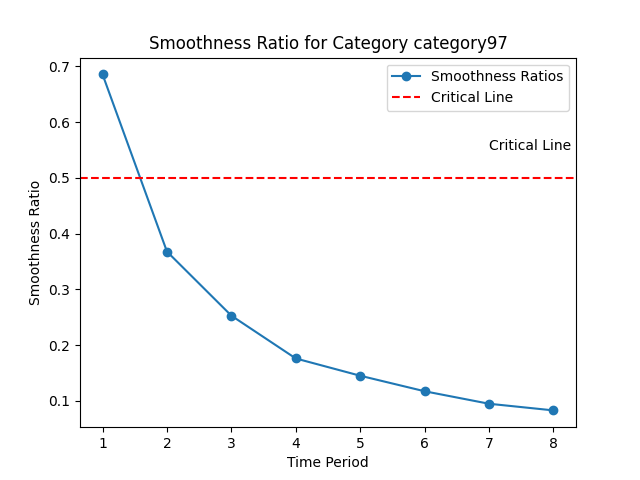 Smoothness Ratio for Category category97
Smoothness Ratios
Critical Line
Critical Line
Smoothness Ratio
0.7
0.6
0.5
0.4
0.3
0.2
0.1
1 2 3 4 5 6 7 8
Time Period